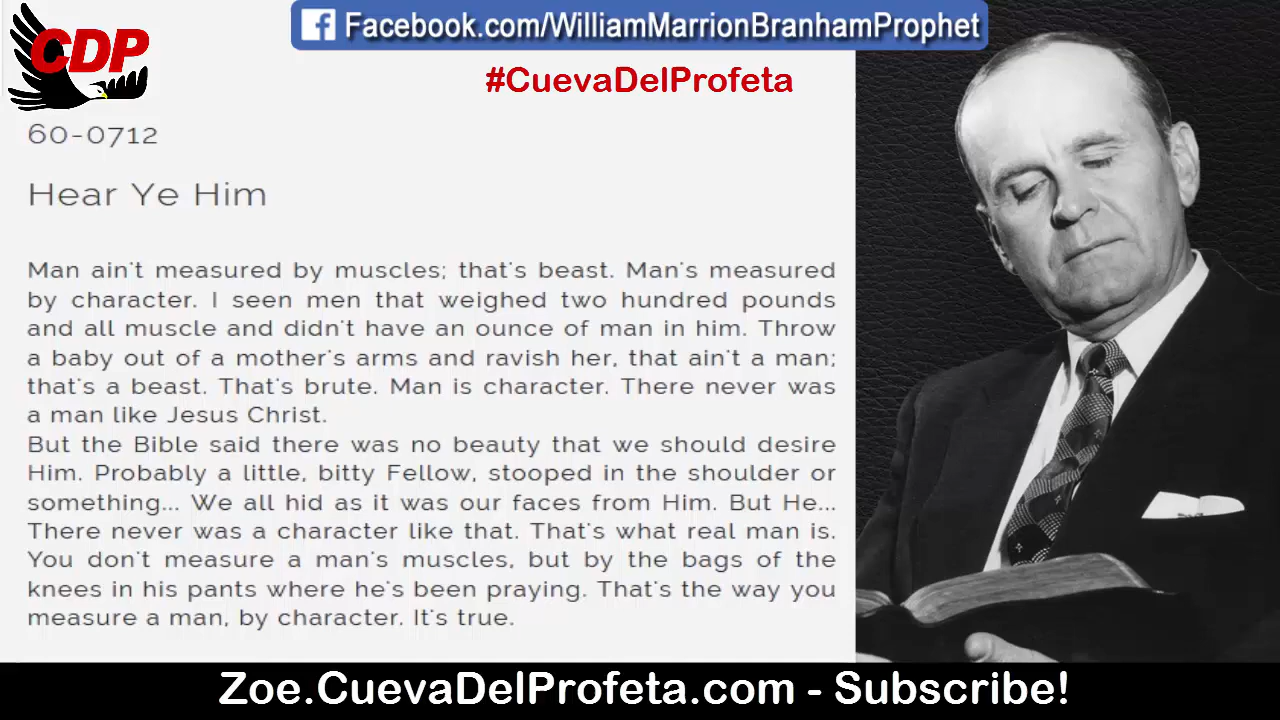 CDP
Facebook.com/WilliamMarrionBranhamProphet
#CuevaDelProfeta
60-0712
Hear Ye Him
Man ain't measured by muscles; that's beast. Man's measured
by character. I seen men that weighed two hundred pounds
and all muscle and didn't have an ounce of man in him. Throw
a baby out of a mother's arms and ravish her, that ain't a man;
that's a beast. That's brute. Man is character. There never was
a man like Jesus Christ.
But the Bible said there was no beauty that we should desire
Him. Probably a little, bitty Fellow, stooped in the shoulder or
something... We all hid as it was our faces from Him. But He...
There never was a character like that. That's what real man is.
You don't measure a man's muscles, but by the bags of the
knees in his pants where he's been praying. That's the way you
measure a man, by character. It's true.
Zoe.CuevaDelProfeta.com - Subscribe!